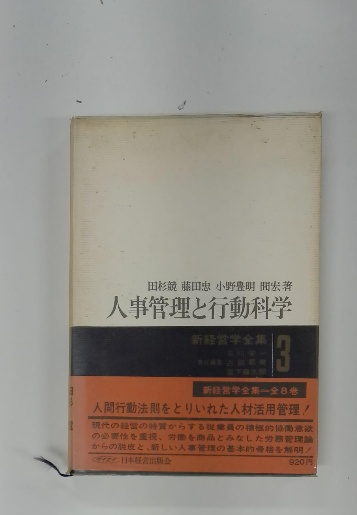 田杉競 藤田忠 小野豊明 間宏 著
人事管理と行動科学
新経営学全集
3
新経営学全集―全8巻
人間行動法則をとりいれた人材活用管理!
現代の経営の特質からする従業員の積極的協働意欲
の必要性を重視、労働を商品とみなした労務管理論
からの脱皮と、新しい人事管理の基本的骨格を解明!
日本経営出版会
920円